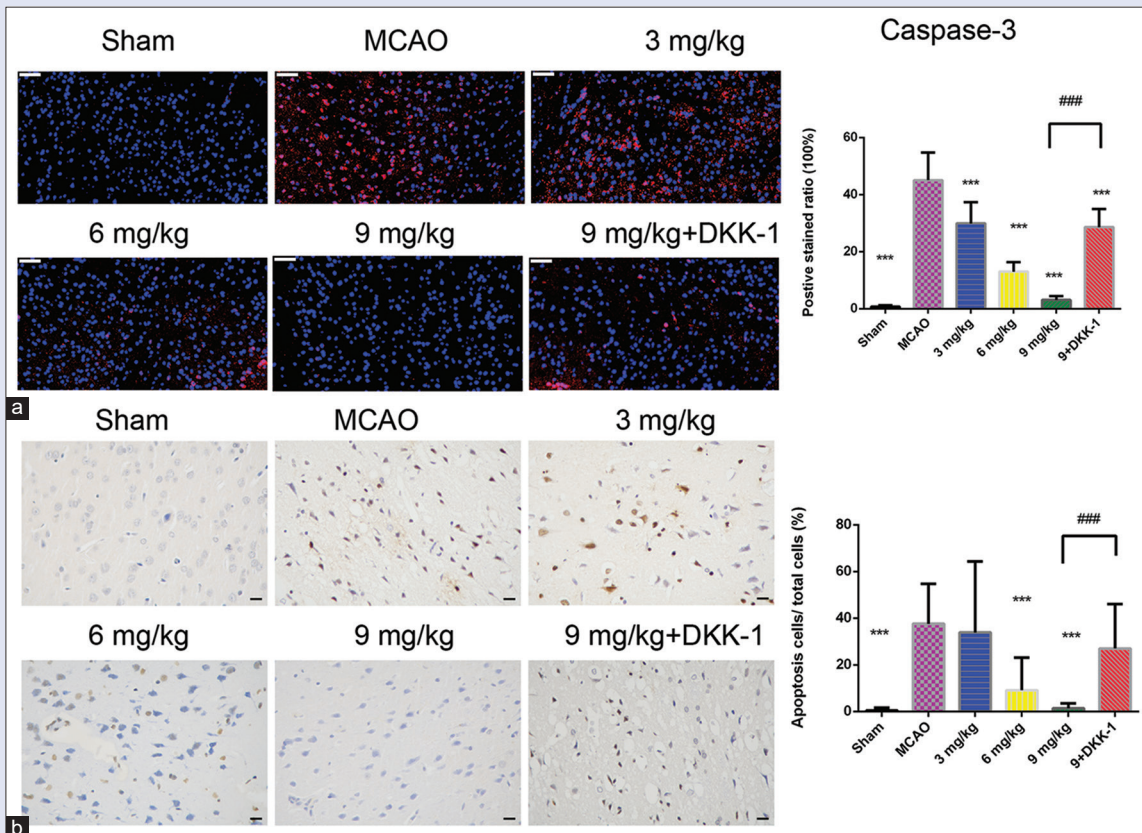 Sham MCAO 3 mg/kg
6 mg/kg 9 mg/kg 9 mg/kg+DKK-1
a
Caspase-3
Postive stained ratio (100%)
60
40
20
0
***
***
***
***
***
###
Sham MCAO 3 mg/kg 6 mg/kg 9 mg/kg 9+DKK-1
Sham MCAO 3 mg/kg
6 mg/kg 9 mg/kg 9 mg/kg+DKK-1
b
Apoptosis cells/ total cells (%)
80
60
40
20
0
***
***
***
###
Sham MCAO 3 mg/kg 6 mg/kg 9 mg/kg 9+DKK-1